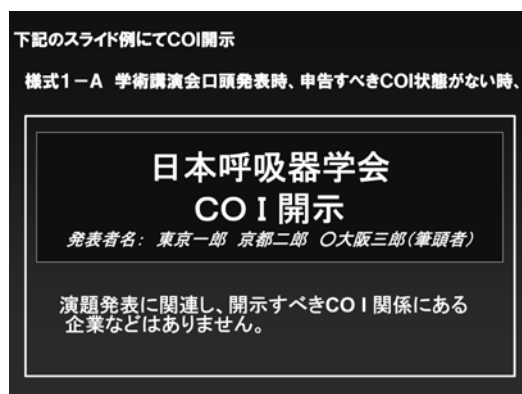 下記のスライド例にてCOI開示
様式1－A 学術講演会口頭発表時、申告すべきCOI状態がない時、
日本呼吸器学会
CO I 開示
発表者名： 東京一郎 京都二郎 〇大阪三郎(筆頭者)
演題発表に関連し、開示すべきCO I 関係にある
企業などはありません。